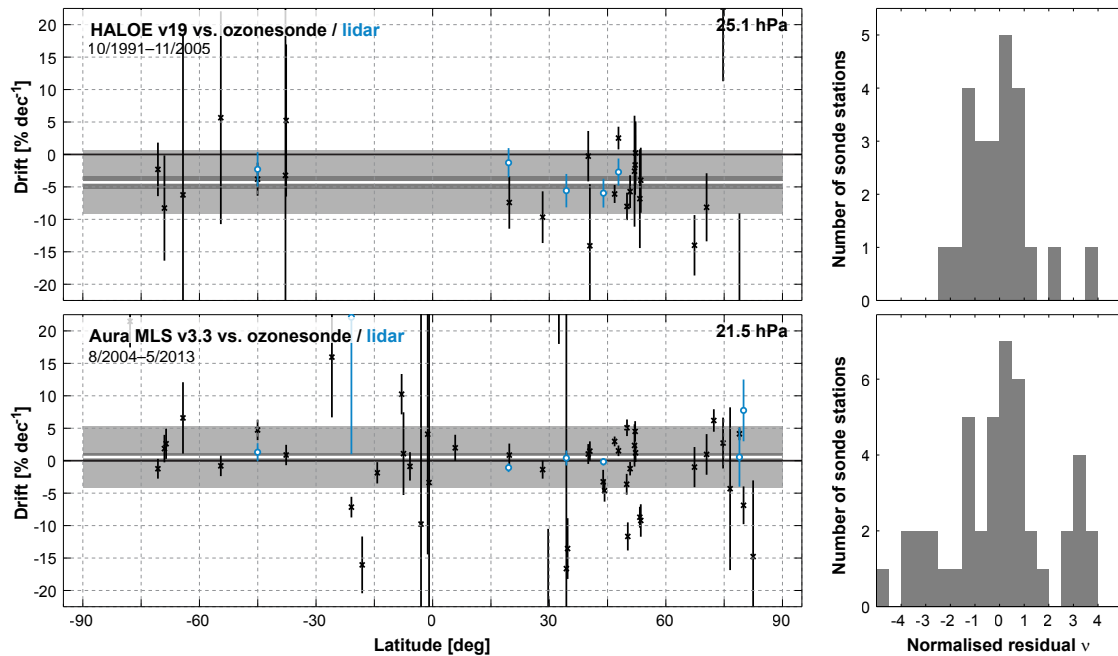 HALOE v19 vs. ozonesonde / lidar
10/1991–11/2005
25.1 hPa
Drift [% dec⁻¹]
20
15
10
5
0
-5
-10
-15
-20
Number of sonde stations
6
5
4
3
2
1
0
Aura MLS v3.3 vs. ozonesonde / lidar
8/2004–5/2013
21.5 hPa
Drift [% dec⁻¹]
20
15
10
5
0
-5
-10
-15
-20
-90 -60 -30 0 30 60 90
Latitude [deg]
Number of sonde stations
6
4
2
0
-4 -3 -2 -1 0 1 2 3 4
Normalised residual ν